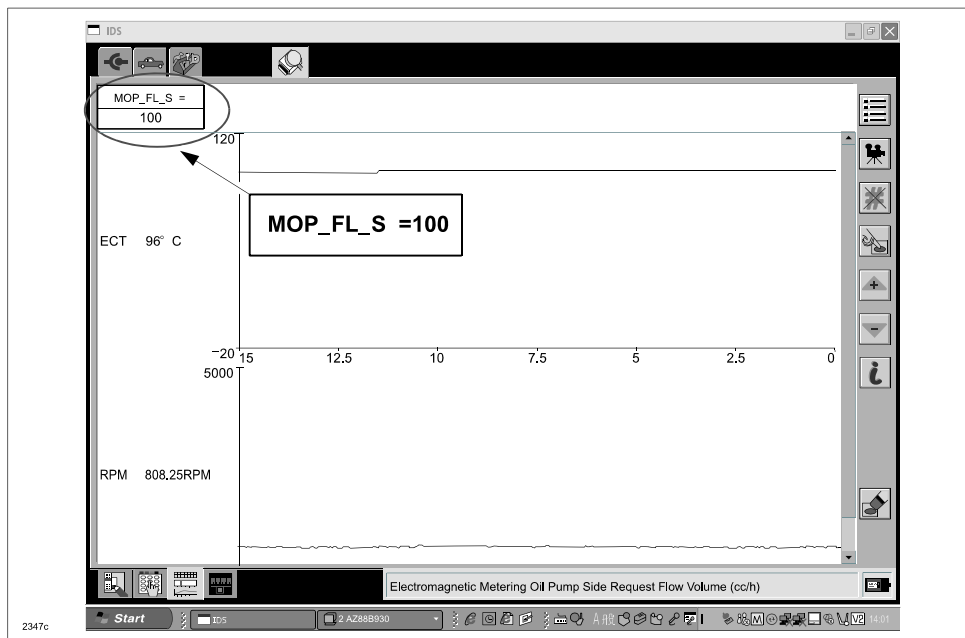 IDS
MOP_FL_S =
100
120
MOP_FL_S =100
ECT 96° C
-20 15 12.5 10 7.5 5 2.5 0
5000
RPM 808.25RPM
Electromagnetic Metering Oil Pump Side Request Flow Volume (cc/h)
Start IDS 2 AZ88B930 14:01
2347c